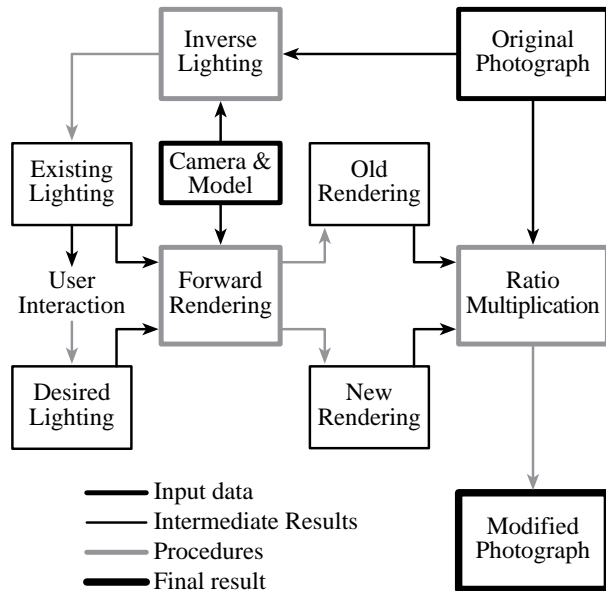 Inverse
Lighting
Original
Photograph
Existing
Lighting
Camera &
Model
Old
Rendering
User
Interaction
Forward
Rendering
Ratio
Multiplication
Desired
Lighting
New
Rendering
Input data
Intermediate Results
Procedures
Final result
Modified
Photograph